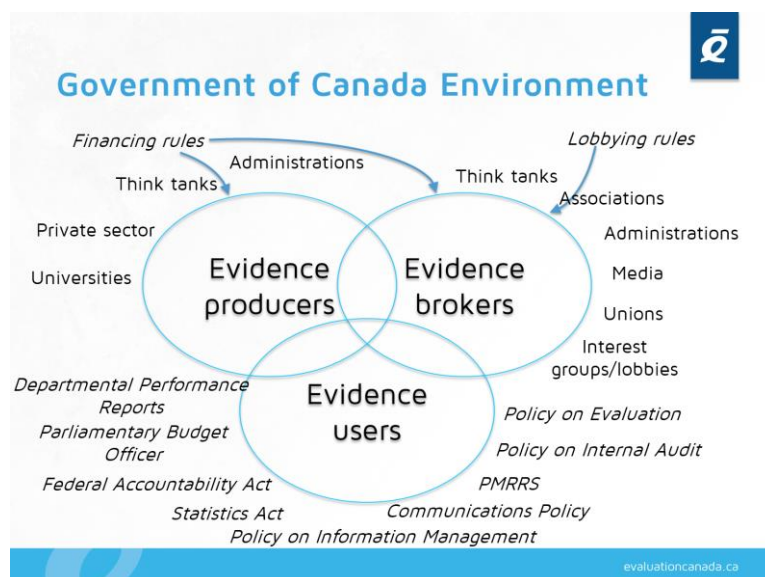 Government of Canada Environment
Financing rules
Lobbying rules
Administrations
Think tanks
Think tanks
Associations
Private sector
Administrations
Universities
Evidence
producers
Evidence
brokers
Media
Unions
Interest
groups/lobbies
Departmental Performance
Reports
Evidence
users
Policy on Evaluation
Parliamentary Budget
Officer
Policy on Internal Audit
Federal Accountability Act
PMRRS
Statistics Act
Communications Policy
Policy on Information Management
evaluationcanada.ca